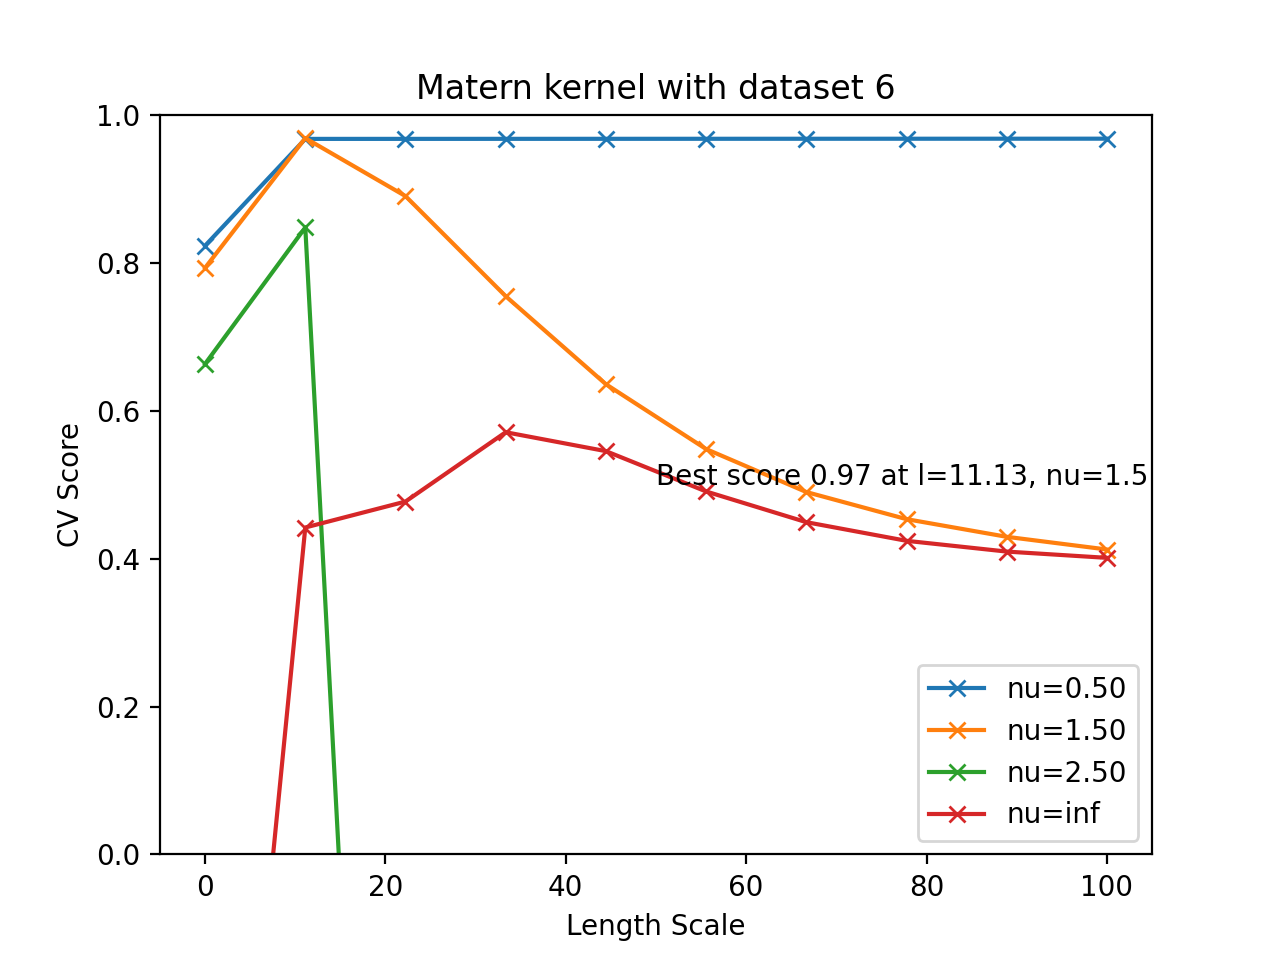 Matern kernel with dataset 6
1.0
0.8
0.6
0.4
0.2
0.0
CV Score
Best score 0.97 at l=11.13, nu=1.5
nu=0.50
nu=1.50
nu=2.50
nu=inf
0 20 40 60 80 100
Length Scale